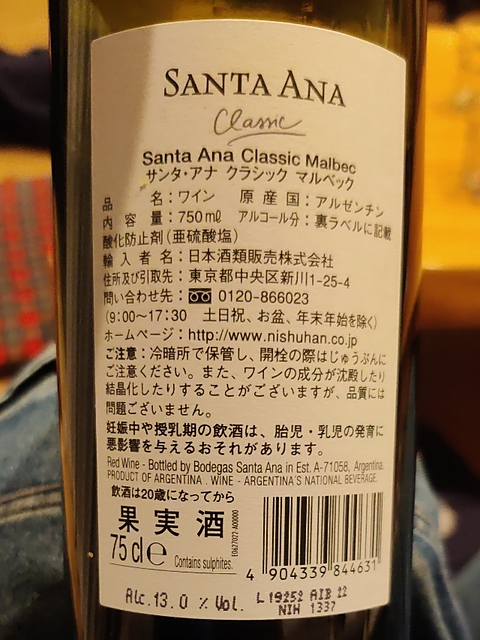 SANTA ANA
Classic
Santa Ana Classic Malbec
サンタ・アナ クラシック マルベック
品 名：ワイン 原 産 国：アルゼンチン
内 容 量：750mℓ アルコール分：裏ラベルに記載
酸化防止剤（亜硫酸塩）
輸 入 者 名：日本酒類販売株式会社
住所及び引取先：東京都中央区新川1-25-4
問い合わせ先： 0120-866023
（9:00～17:30 土日祝、お盆、年末年始を除く）
ホームページ：http://www.nishuhan.co.jp
ご注意：冷暗所で保管し、開栓の際はじゅうぶんに
ご注意ください。また、ワインの成分が沈殿したり
結晶化したりすることがございますが、品質には
問題ございません。
妊娠中や授乳期の飲酒は、胎児・乳児の発育に
悪影響を与えるおそれがあります。
Red Wine - Bottled by Bodegas Santa Ana in Est. A-71058, Argentina.
PRODUCT OF ARGENTINA . WINE - ARGENTINA'S NATIONAL BEVERAGE.
飲酒は20歳になってから
果実酒
75 cl e Contains sulphites.
E0627022-A00000
4 904339 844631
Alc.13.0 % Vol. L 19252 AIB 22
NIH 1337